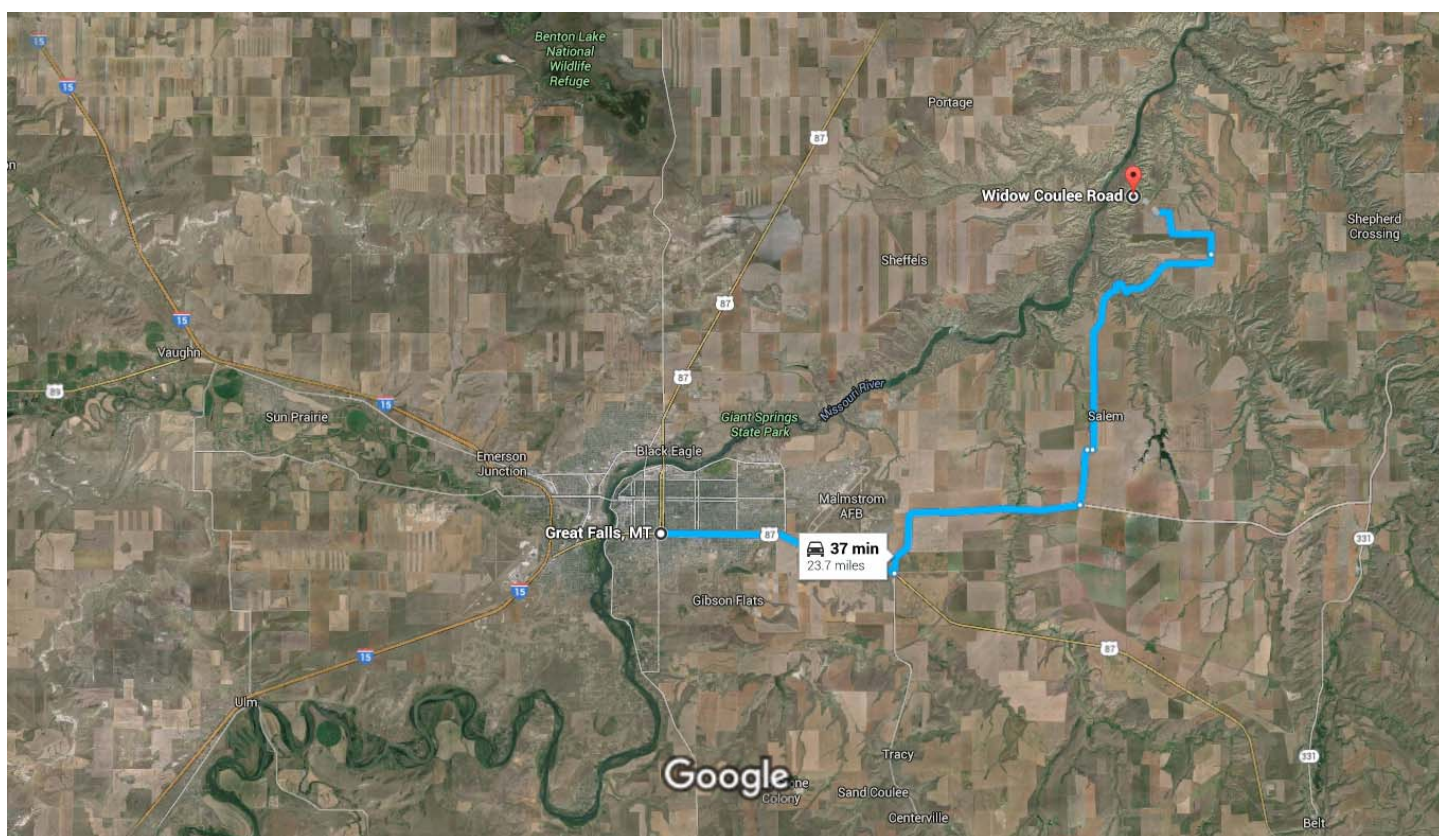 15
Benton Lake
National
Wildlife
Refuge
15
Portage
87
Widow Coulee Road
Shepherd
Crossing
Sheffels
87
15
Vaughn
87
89
15
Missouri River
Sun Prairie
Giant Springs
State Park
Salem
Black Eagle
Emerson
Junction
Malmstrom
AFB
Great Falls, MT
87
331
37 min
23.7 miles
15
Gibson Flats
87
15
Ulm
Tracy
331
Google
one
Colony
Sand Coulee
Centerville
Belt